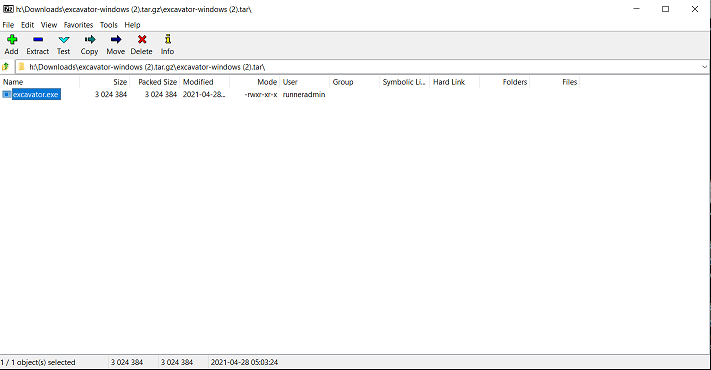 7z h:\Downloads\excavator-windows (2).tar.gz\excavator-windows (2).tar\
File Edit View Favorites Tools Help
Add Extract Test Copy Move Delete Info
h:\Downloads\excavator-windows (2).tar.gz\excavator-windows (2).tar\
Name Size Packed Size Modified Mode User Group Symbolic Li... Hard Link Folders Files
excavator.exe 3 024 384 3 024 384 2021-04-28... -rwxr-xr-x runneradmin
1 / 1 object(s) selected 3 024 384 3 024 384 2021-04-28 05:03:24